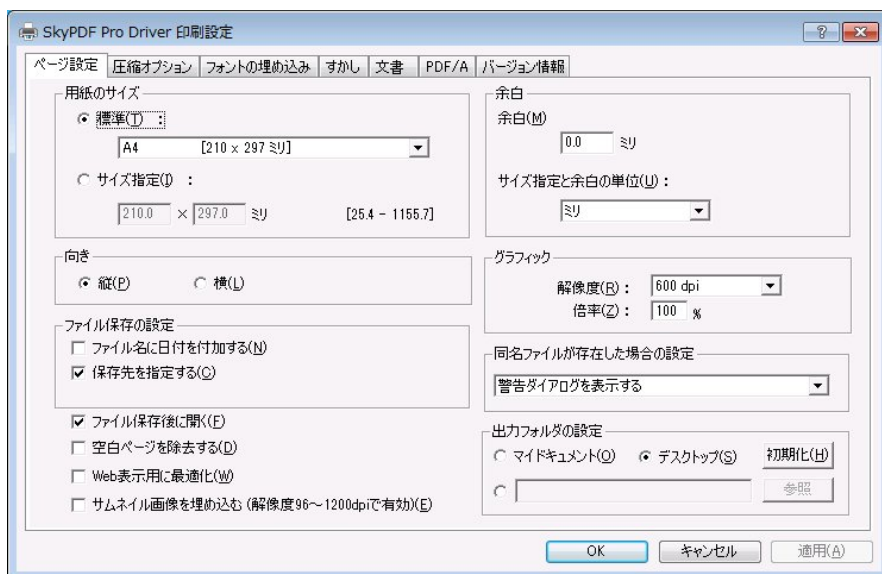 SkyPDF Pro Driver 印刷設定
ページ設定 圧縮オプション フォントの埋め込み すかし 文書 PDF/A バージョン情報
用紙のサイズ
標準(T) :
A4 [210 x 297 ミリ]
サイズ指定(I) :
210.0 × 297.0 ミリ [25.4 - 1155.7]
向き
縦(P) 横(L)
ファイル保存の設定
ファイル名に日付を付加する(N)
保存先を指定する(C)
ファイル保存後に開く(F)
空白ページを除去する(D)
Web表示用に最適化(W)
サムネイル画像を埋め込む (解像度96～1200dpiで有効)(E)
余白
余白(M)
0.0 ミリ
サイズ指定と余白の単位(U) :
ミリ
グラフィック
解像度(R) : 600 dpi
倍率(Z) : 100 %
同名ファイルが存在した場合の設定
警告ダイアログを表示する
出力フォルダの設定
マイドキュメント(O) デスクトップ(S) 初期化(H)
参照
OK キャンセル 適用(A)